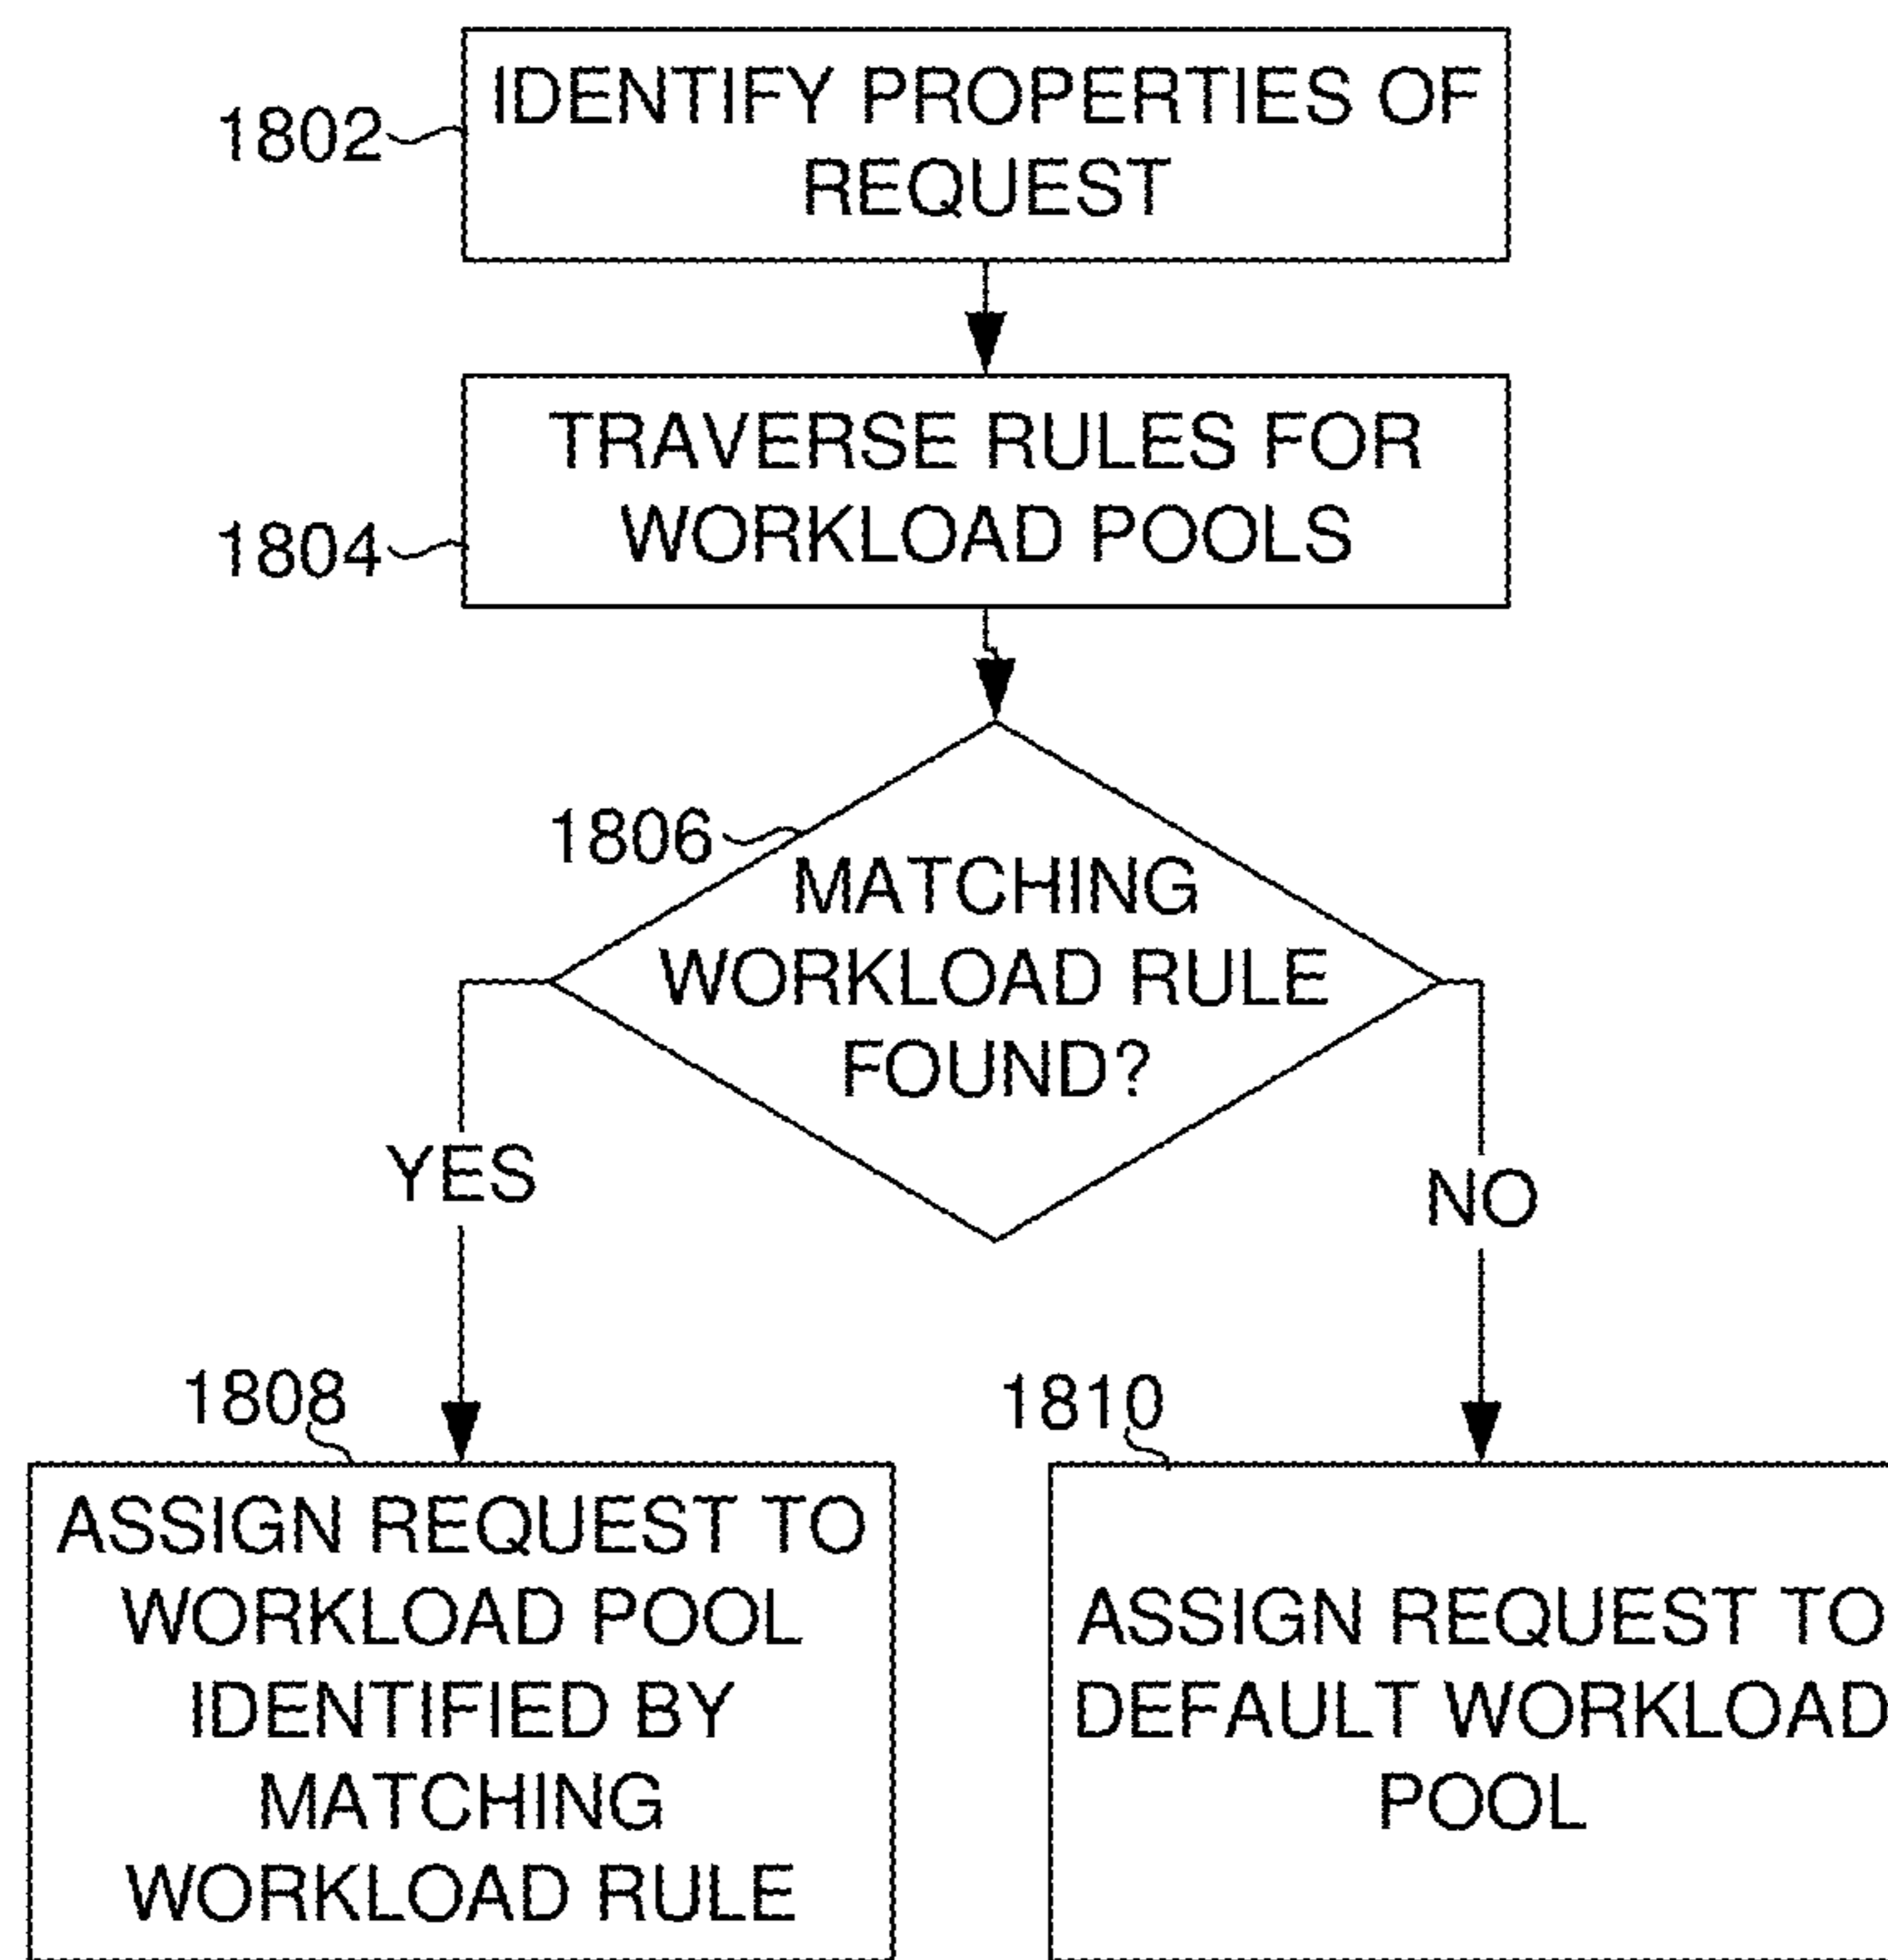 1802
IDENTIFY PROPERTIES OF
REQUEST
TRAVERSE RULES FOR
1804
WORKLOAD POOLS
1806
MATCHING
WORKLOAD RULE
FOUND?
YES
NO
1808
ASSIGN REQUEST TO
WORKLOAD POOL
IDENTIFIED BY
MATCHING
WORKLOAD RULE
1810
ASSIGN REQUEST TO
DEFAULT WORKLOAD
POOL